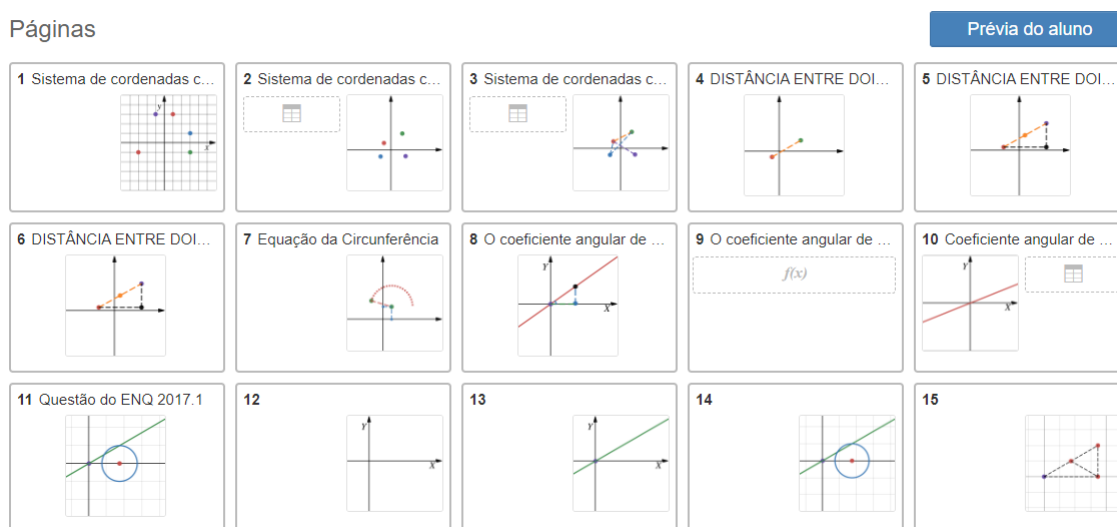 Páginas
Prévia do aluno
1 Sistema de cordenadas c...
2 Sistema de cordenadas c...
3 Sistema de cordenadas c...
4 DISTÂNCIA ENTRE DOI...
5 DISTÂNCIA ENTRE DOI...
y
x
6 DISTÂNCIA ENTRE DOI...
7 Equação da Circunferência
8 O coeficiente angular de ...
9 O coeficiente angular de ...
10 Coeficiente angular de ...
Y
X
f(x)
Y
X
11 Questão do ENQ 2017.1
12
13
14
15
Y
X
Y
X